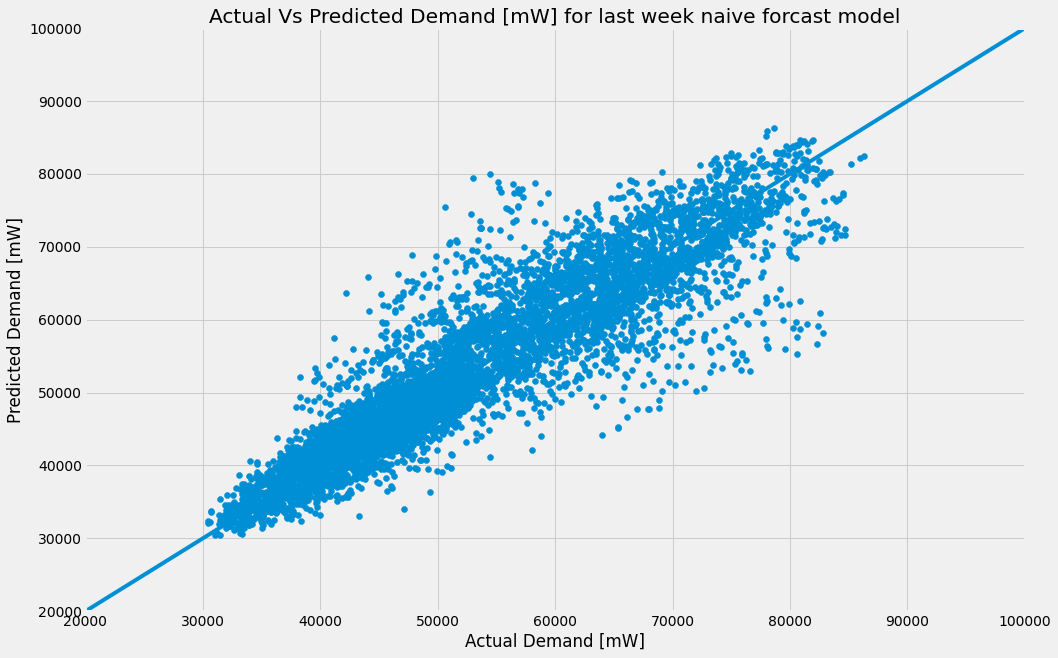 Actual Vs Predicted Demand [mW] for last week naive forcast model
100000
90000
80000
70000
60000
50000
40000
30000
20000
Predicted Demand [mW]
20000 30000 40000 50000 60000 70000 80000 90000 100000
Actual Demand [mW]